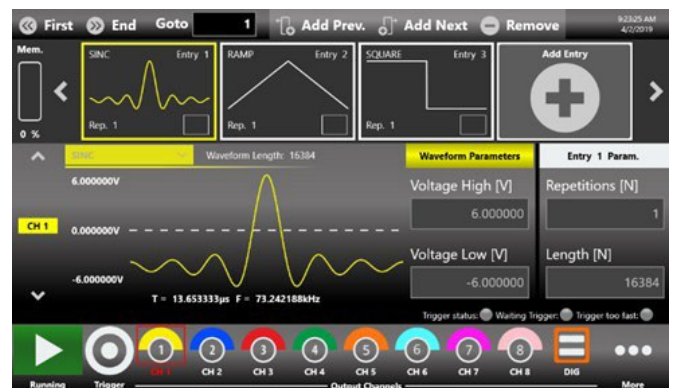 First End Goto 1 Add Prev. Add Next Remove 9:23:25 AM
4/2/2019
Mem.
SINC Entry 1 RAMP Entry 2 SQUARE Entry 3 Add Entry
Rep. 1 Rep. 1 Rep. 1
0 %
SINC Waveform Length: 16384 Waveform Parameters Entry 1 Param.
6.000000V Voltage High [V] Repetitions [N]
6.000000 1
CH 1 0.000000V
Voltage Low [V] Length [N]
-6.000000V -6.000000 16384
T = 13.653333µs F = 73.242188kHz
Trigger status: Waiting Trigger: Trigger too fast:
1 2 3 4 5 6 7 8
CH 1 CH 2 CH 3 CH 4 CH 5 CH 6 CH 7 CH 8 DIG
Running Trigger Output Channels More